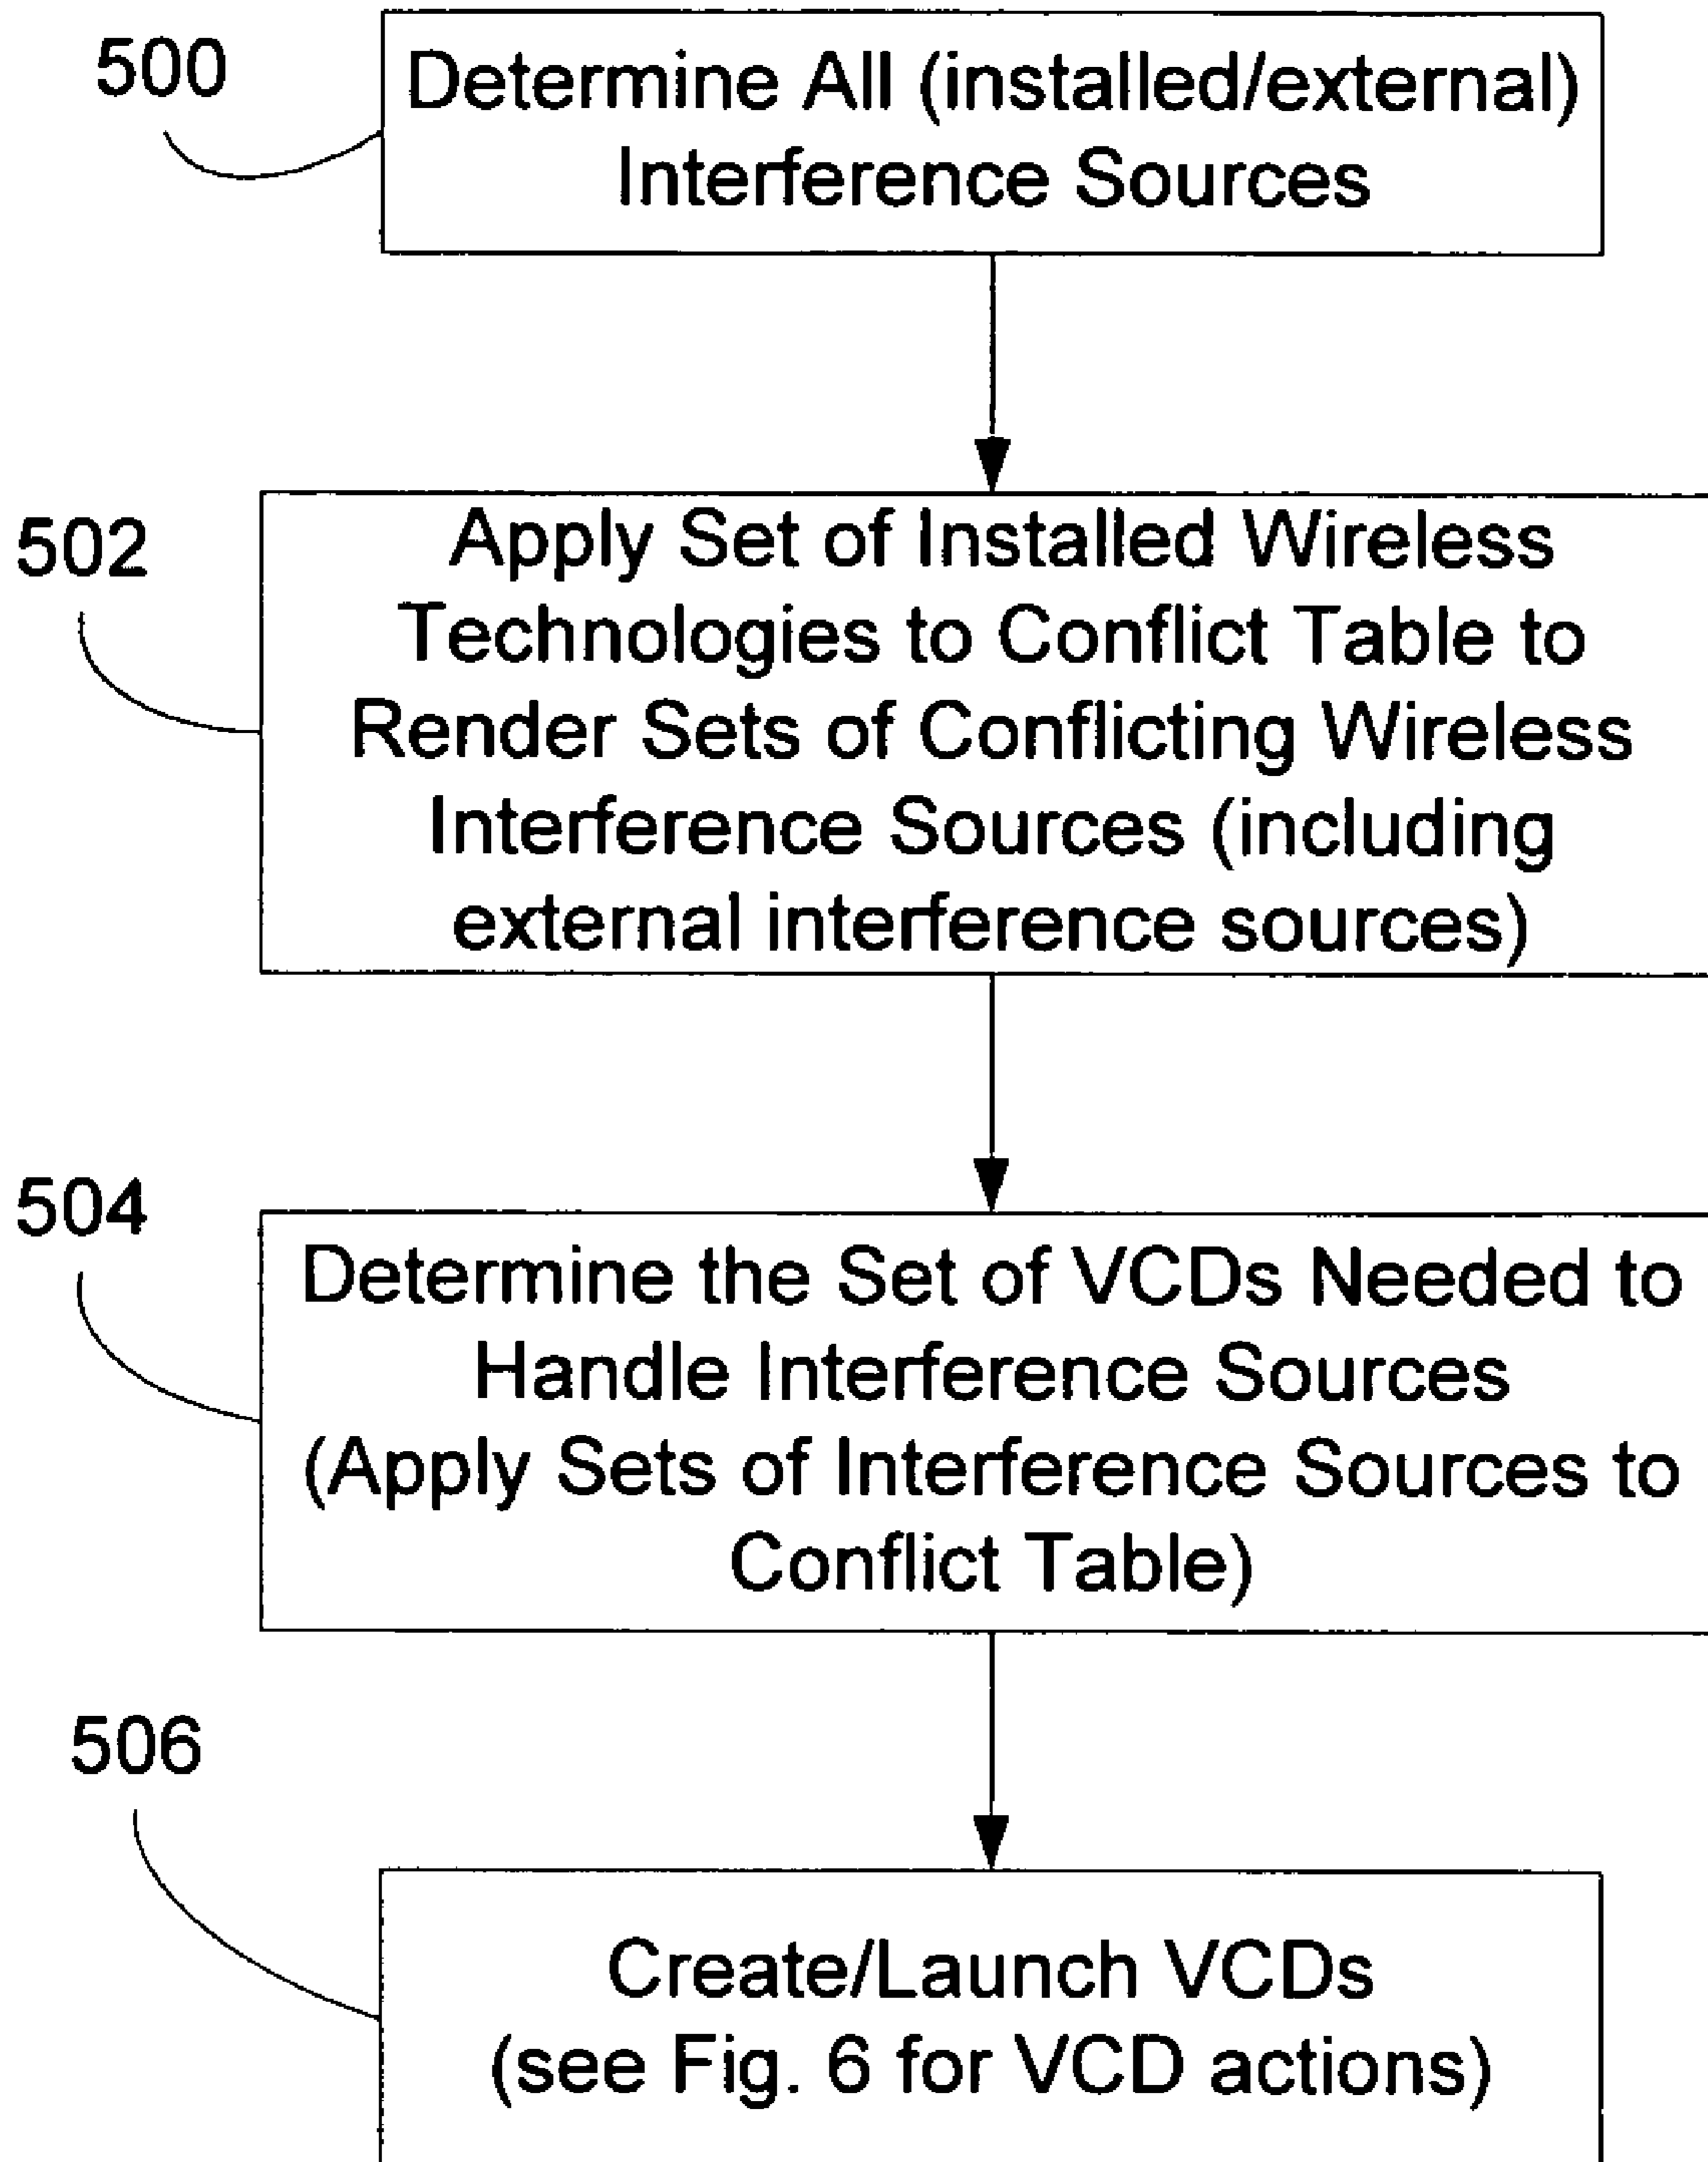 500
Determine All (installed/external)
Interference Sources
502
Apply Set of Installed Wireless
Technologies to Conflict Table to
Render Sets of Conflicting Wireless
Interference Sources (including
external interference sources)
504
Determine the Set of VCDs Needed to
Handle Interference Sources
(Apply Sets of Interference Sources to
Conflict Table)
506
Create/Launch VCDs
(see Fig. 6 for VCD actions)